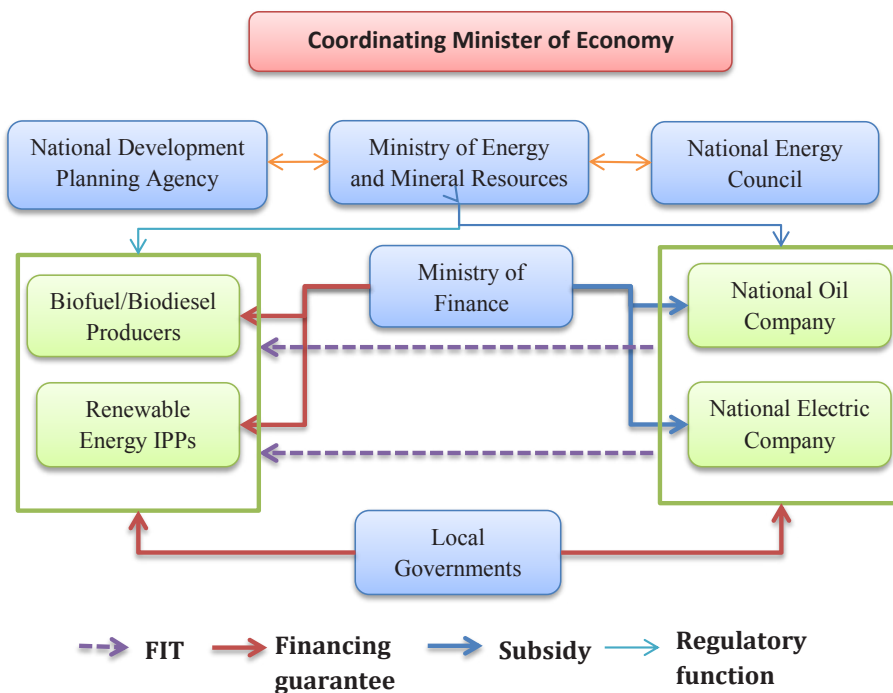 Coordinating Minister of Economy
National Development
Planning Agency
Ministry of Energy
and Mineral Resources
National Energy
Council
Biofuel/Biodiesel
Producers
Ministry of
Finance
National Oil
Company
Renewable
Energy IPPs
National Electric
Company
Local
Governments
FIT
Financing
guarantee
Subsidy
Regulatory
function